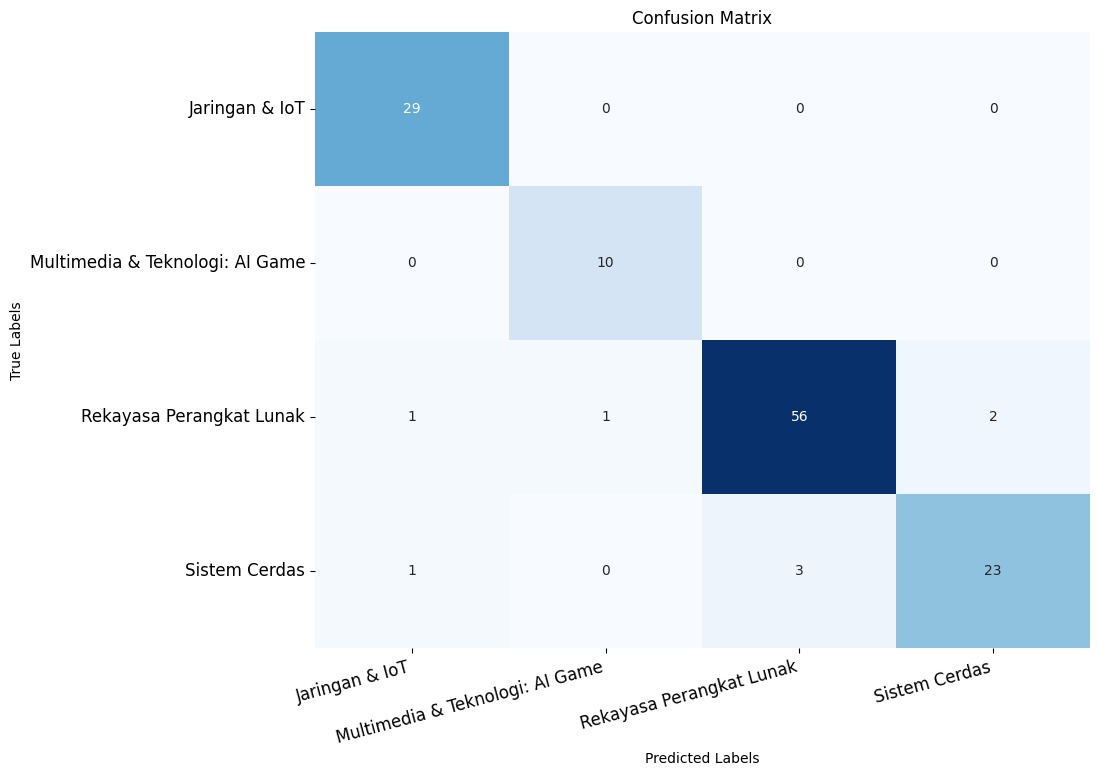 Confusion Matrix
True Labels
Jaringan & IoT 29 0 0 0
Multimedia & Teknologi: AI Game 0 10 0 0
Rekayasa Perangkat Lunak 1 1 56 2
Sistem Cerdas 1 0 3 23
Jaringan & IoT
Multimedia & Teknologi: AI Game
Rekayasa Perangkat Lunak
Sistem Cerdas
Predicted Labels